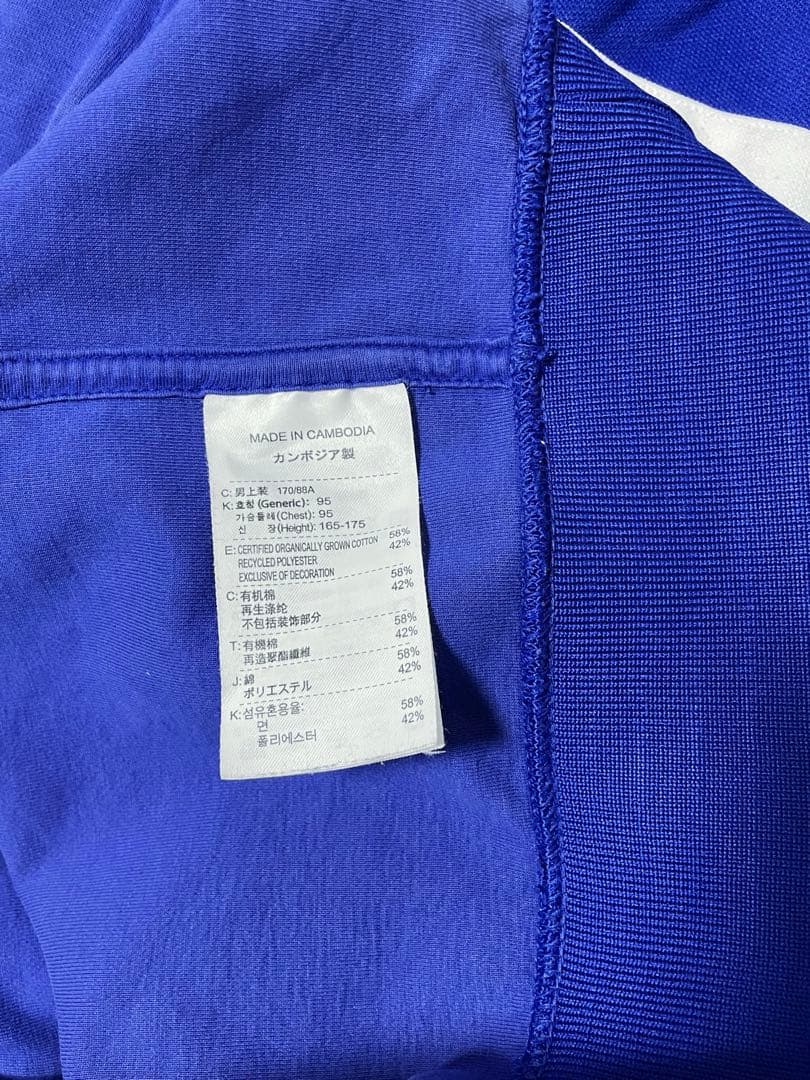 MADE IN CAMBODIA
カンボジア製
C: 男上装 170/88A
K: 호칭 (Generic): 95
가슴둘레(Chest): 95
신 장(Height): 165-175
E: CERTIFIED ORGANICALLY GROWN COTTON 58%
RECYCLED POLYESTER 42%
EXCLUSIVE OF DECORATION
C: 有机棉 58%
再生涤纶 42%
不包括装饰部分
T: 有機棉 58%
再造聚酯纖維 42%
J: 綿 58%
ポリエステル 42%
K: 섬유혼용율:
면 58%
폴리에스터 42%